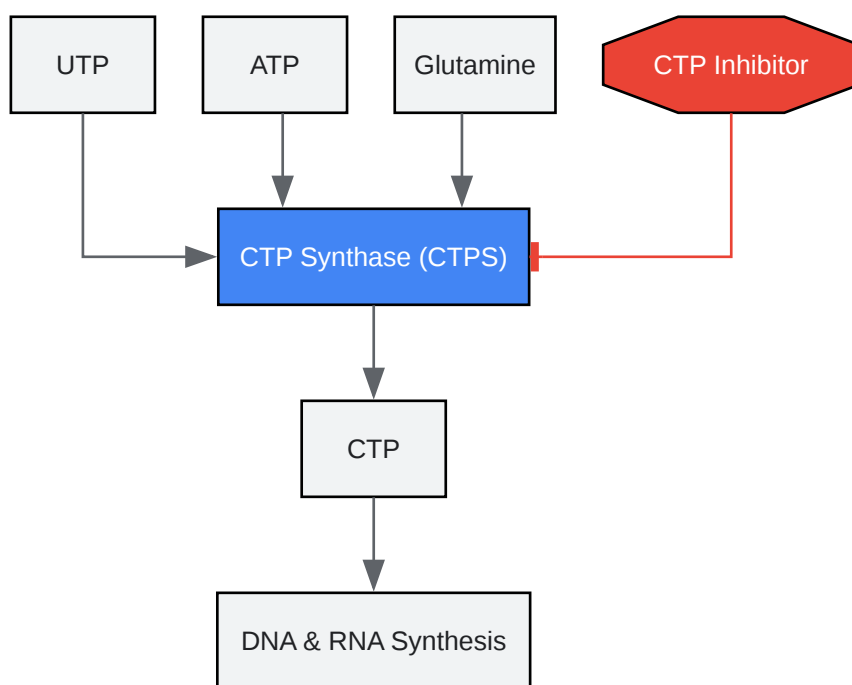 UTP
ATP
Glutamine
CTP Inhibitor
CTP Synthase (CTPS)
CTP
DNA & RNA Synthesis